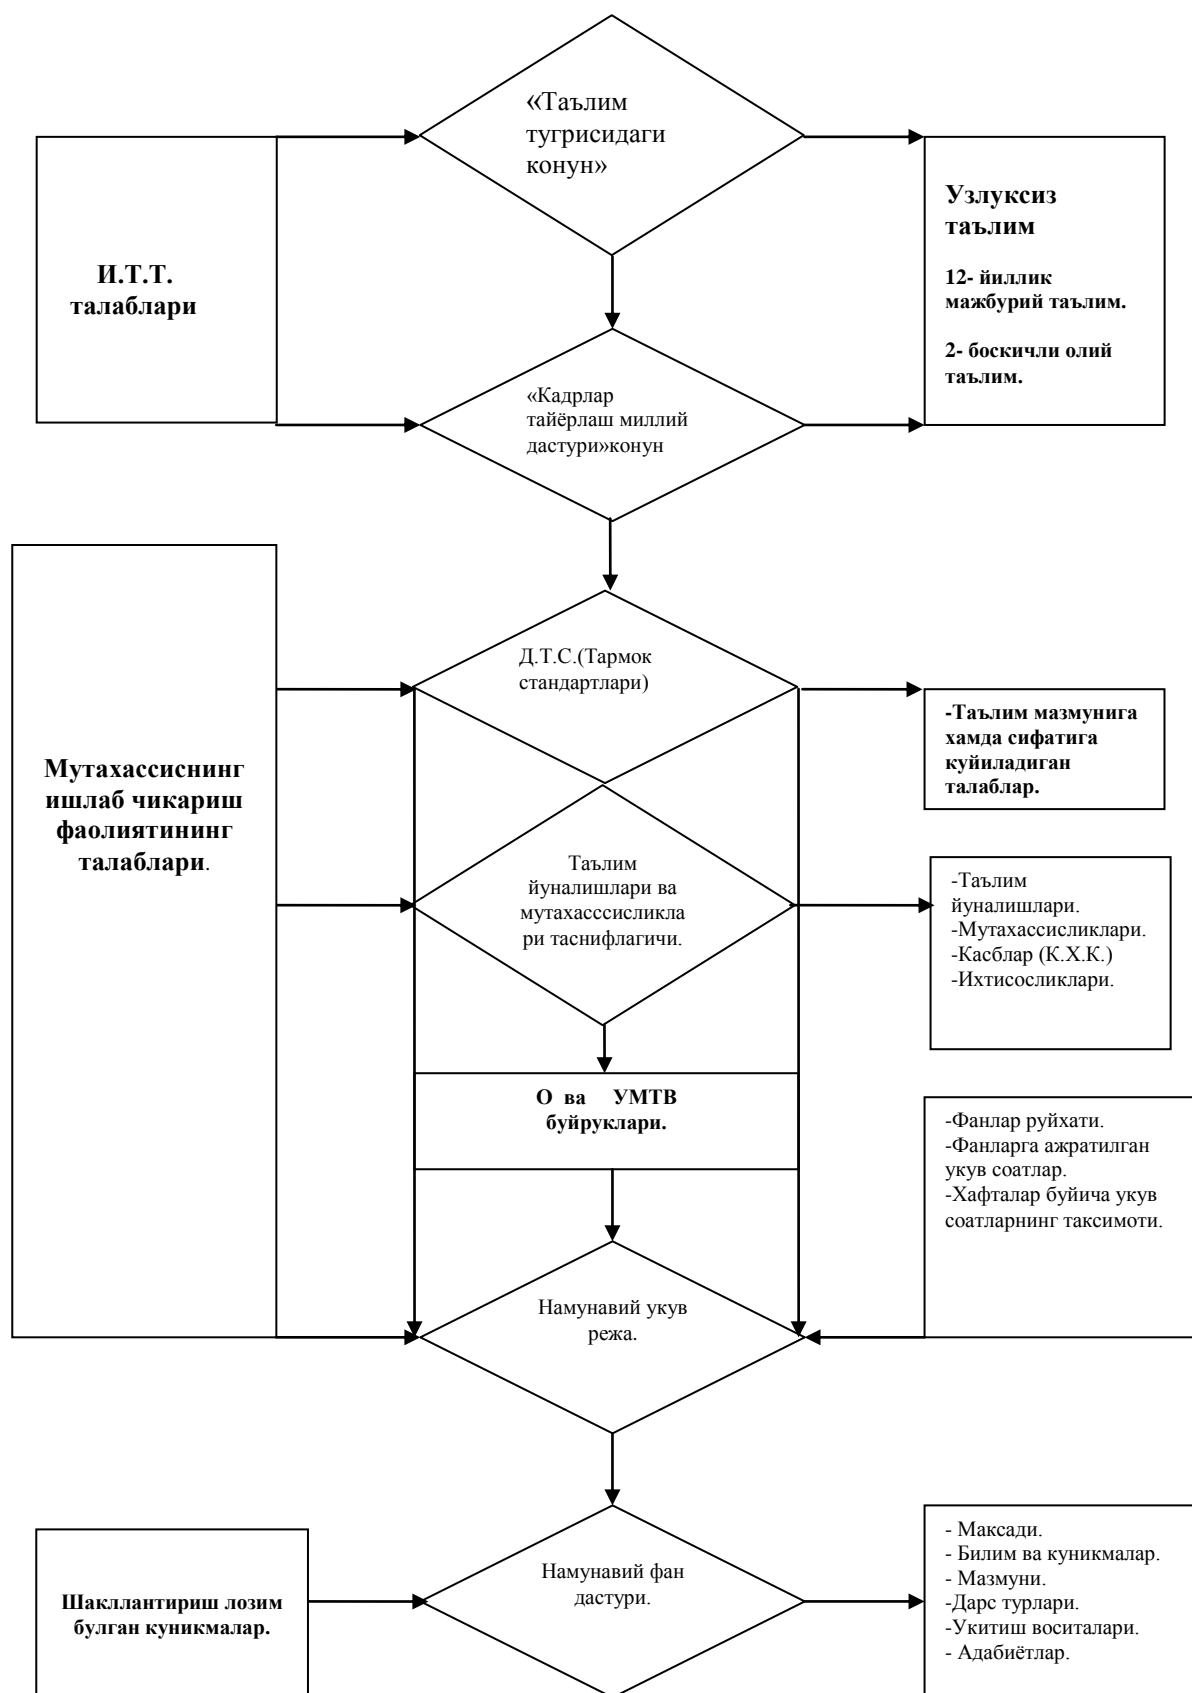 «Таълим
тугрисидаги
конун»
И.Т.Т.
талаблари
Узлуксиз
таълим
12- йиллик
мажбурий таълим.
2- боскичли олий
таълим.
«Кадрлар
тайёрлаш миллий
дастури»конун
Д.Т.С.(Тармок
стандартлари)
-Таълим мазмунига
хамда сифатига
куйиладиган
талаблар.
Мутахассиснинг
ишлаб чикариш
фаолиятининг
талаблари.
Таълим
йуналишлари ва
мутахасссисликла
ри таснифлагичи.
-Таълим
йуналишлари.
-Мутахассисликлари.
-Касблар (К.Х.К.)
-Ихтисосликлари.
О ва УМТВ
буйруклари.
-Фанлар руйхати.
-Фанларга ажратилган
укув соатлар.
-Хафталар буйича укув
соатларнинг таксимоти.
Намунавий укув
режа.
Шакллантириш лозим
булган куникмалар.
Намунавий фан
дастури.
- Максади.
- Билим ва куникмалар.
- Мазмуни.
-Дарс турлари.
-Укитиш воситалари.
- Адабиётлар.